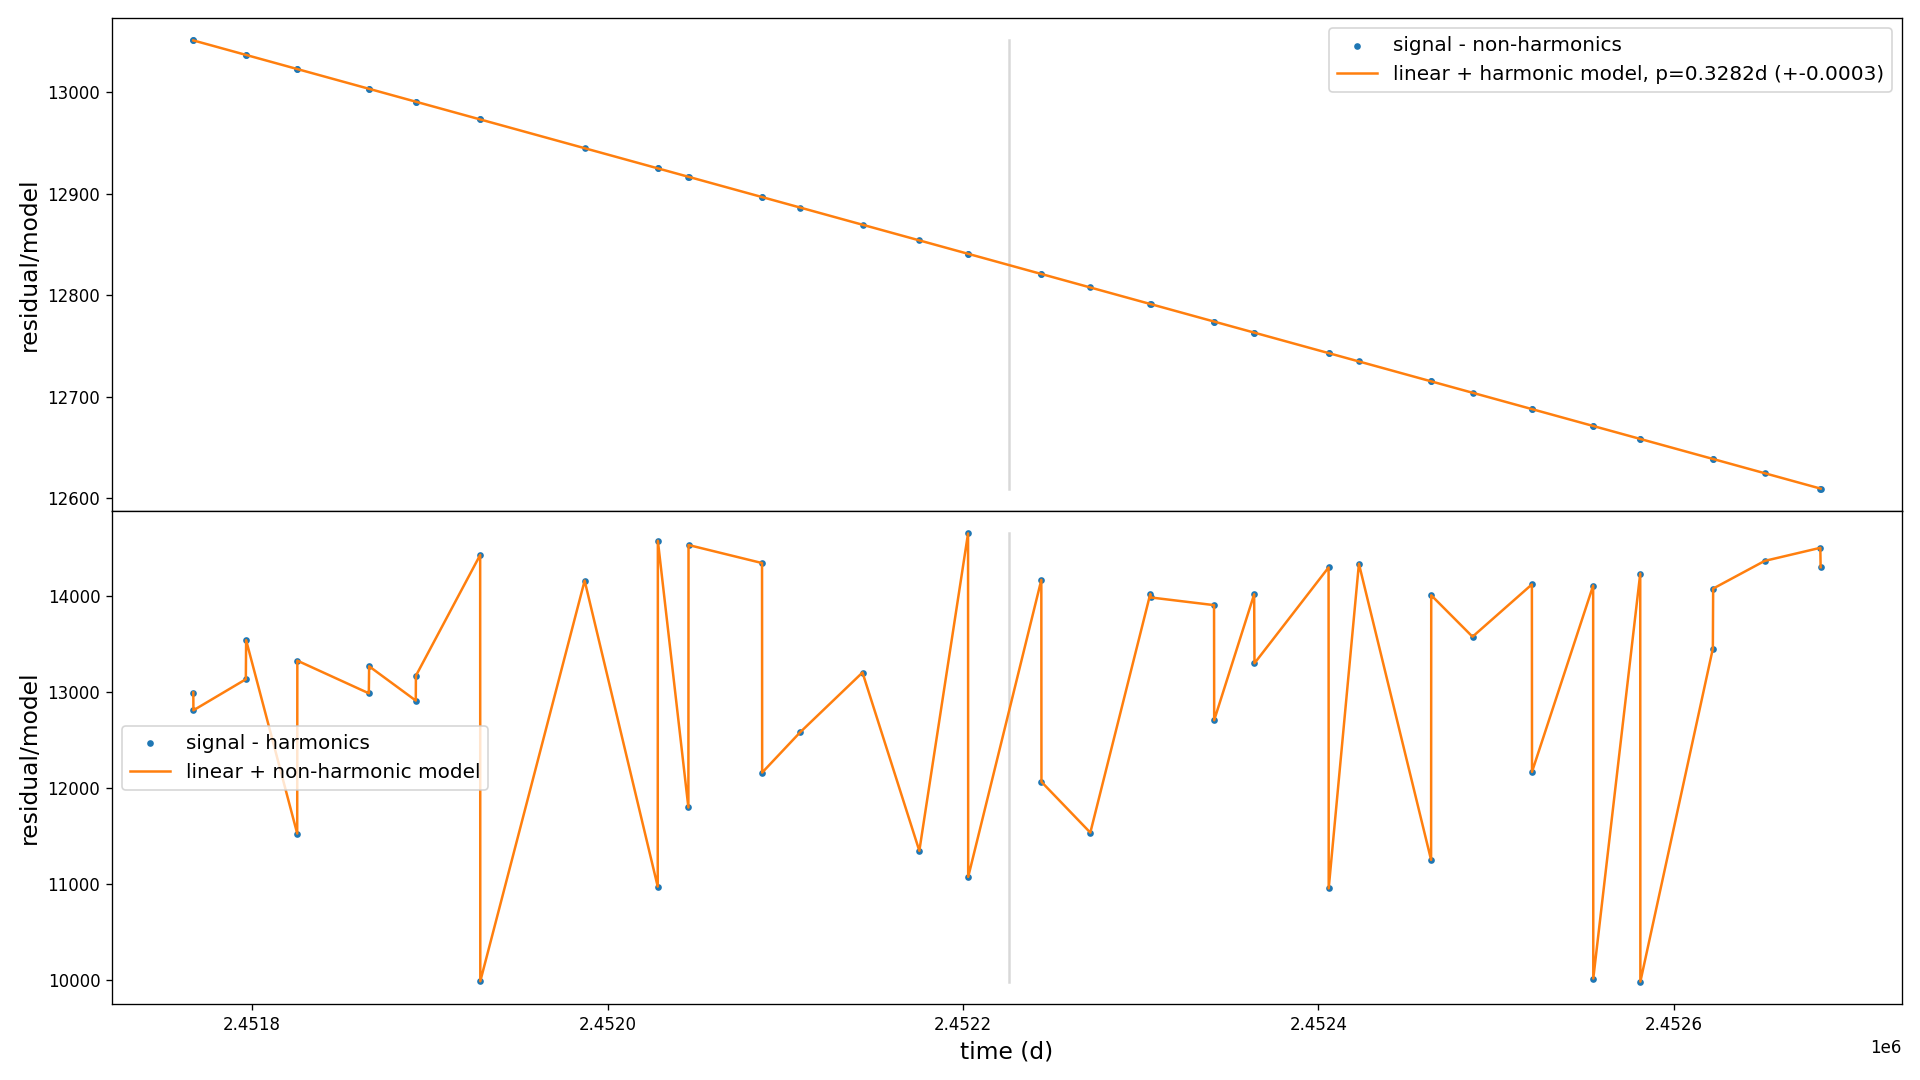 signal - non-harmonics
linear + harmonic model, p=0.3282d (+-0.0003)
residual/model
13000
12900
12800
12700
12600
signal - harmonics
linear + non-harmonic model
residual/model
14000
13000
12000
11000
10000
2.4518 2.4520 2.4522 2.4524 2.4526
1e6
time (d)